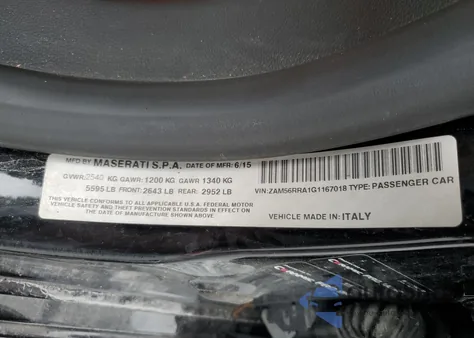 MFD BY MASERATI S.P.A. DATE OF MFR: 6/15
GVWR: 2540 KG GAWR: 1200 KG GAWR: 1340 KG
5595 LB FRONT: 2643 LB REAR: 2952 LB
THIS VEHICLE CONFORMS TO ALL APPLICABLE U.S.A. FEDERAL MOTOR
VEHICLE SAFETY AND THEFT PREVENTION STANDARDS IN EFFECT ON
THE DATE OF MANUFACTURE SHOWN ABOVE.
VIN: ZAM56RRA1G1167018 TYPE: PASSENGER CAR
VEHICLE MADE IN: ITALY